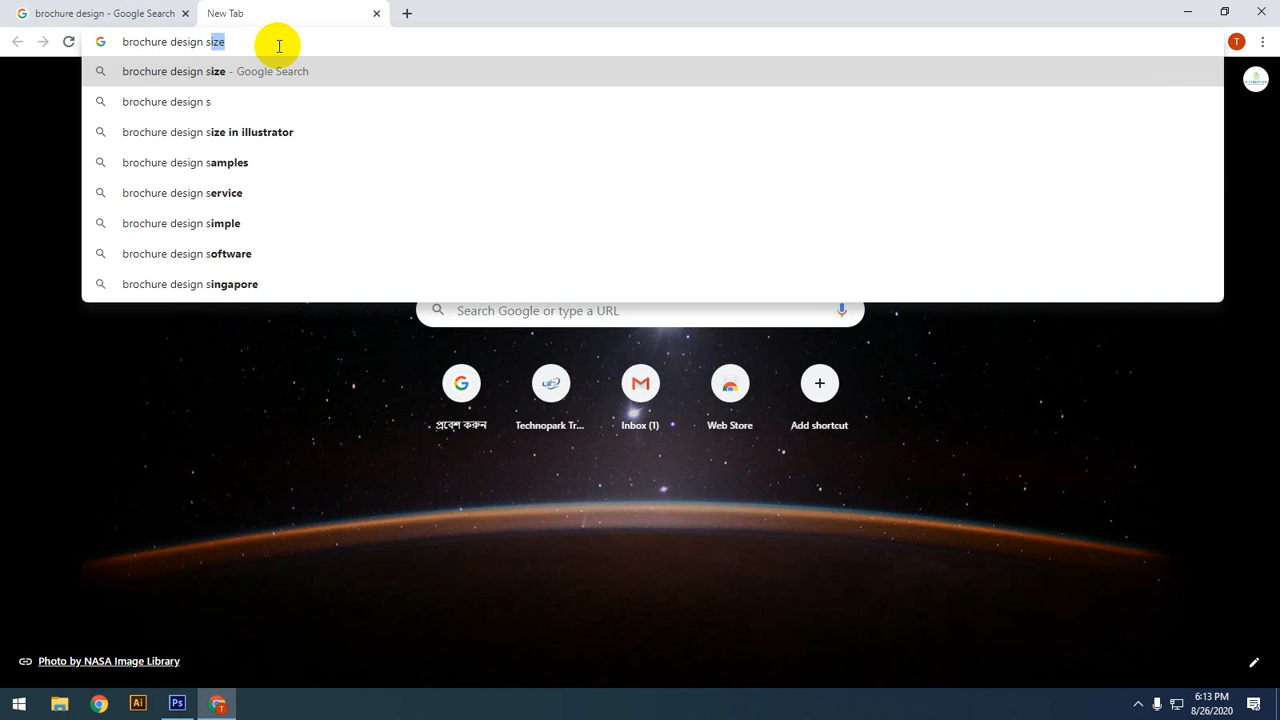 brochure design - Google Search
New Tab
brochure design size
T
brochure design size - Google Search
brochure design s
brochure design size in illustrator
brochure design samples
brochure design service
brochure design simple
brochure design software
brochure design singapore
Search Google or type a URL
প্রবেশ করুন
Technopark Tr...
Inbox (1)
Web Store
Add shortcut
Photo by NASA Image Library
Ai
Ps
T
6:13 PM
8/26/2020